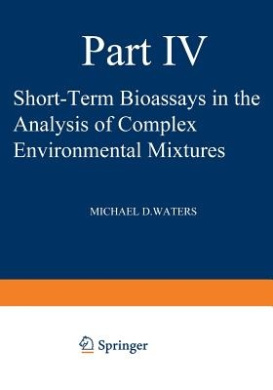 Part IV
Short-Term Bioassays in the
Analysis of Complex
Environmental Mixtures
MICHAEL D.WATERS
Springer